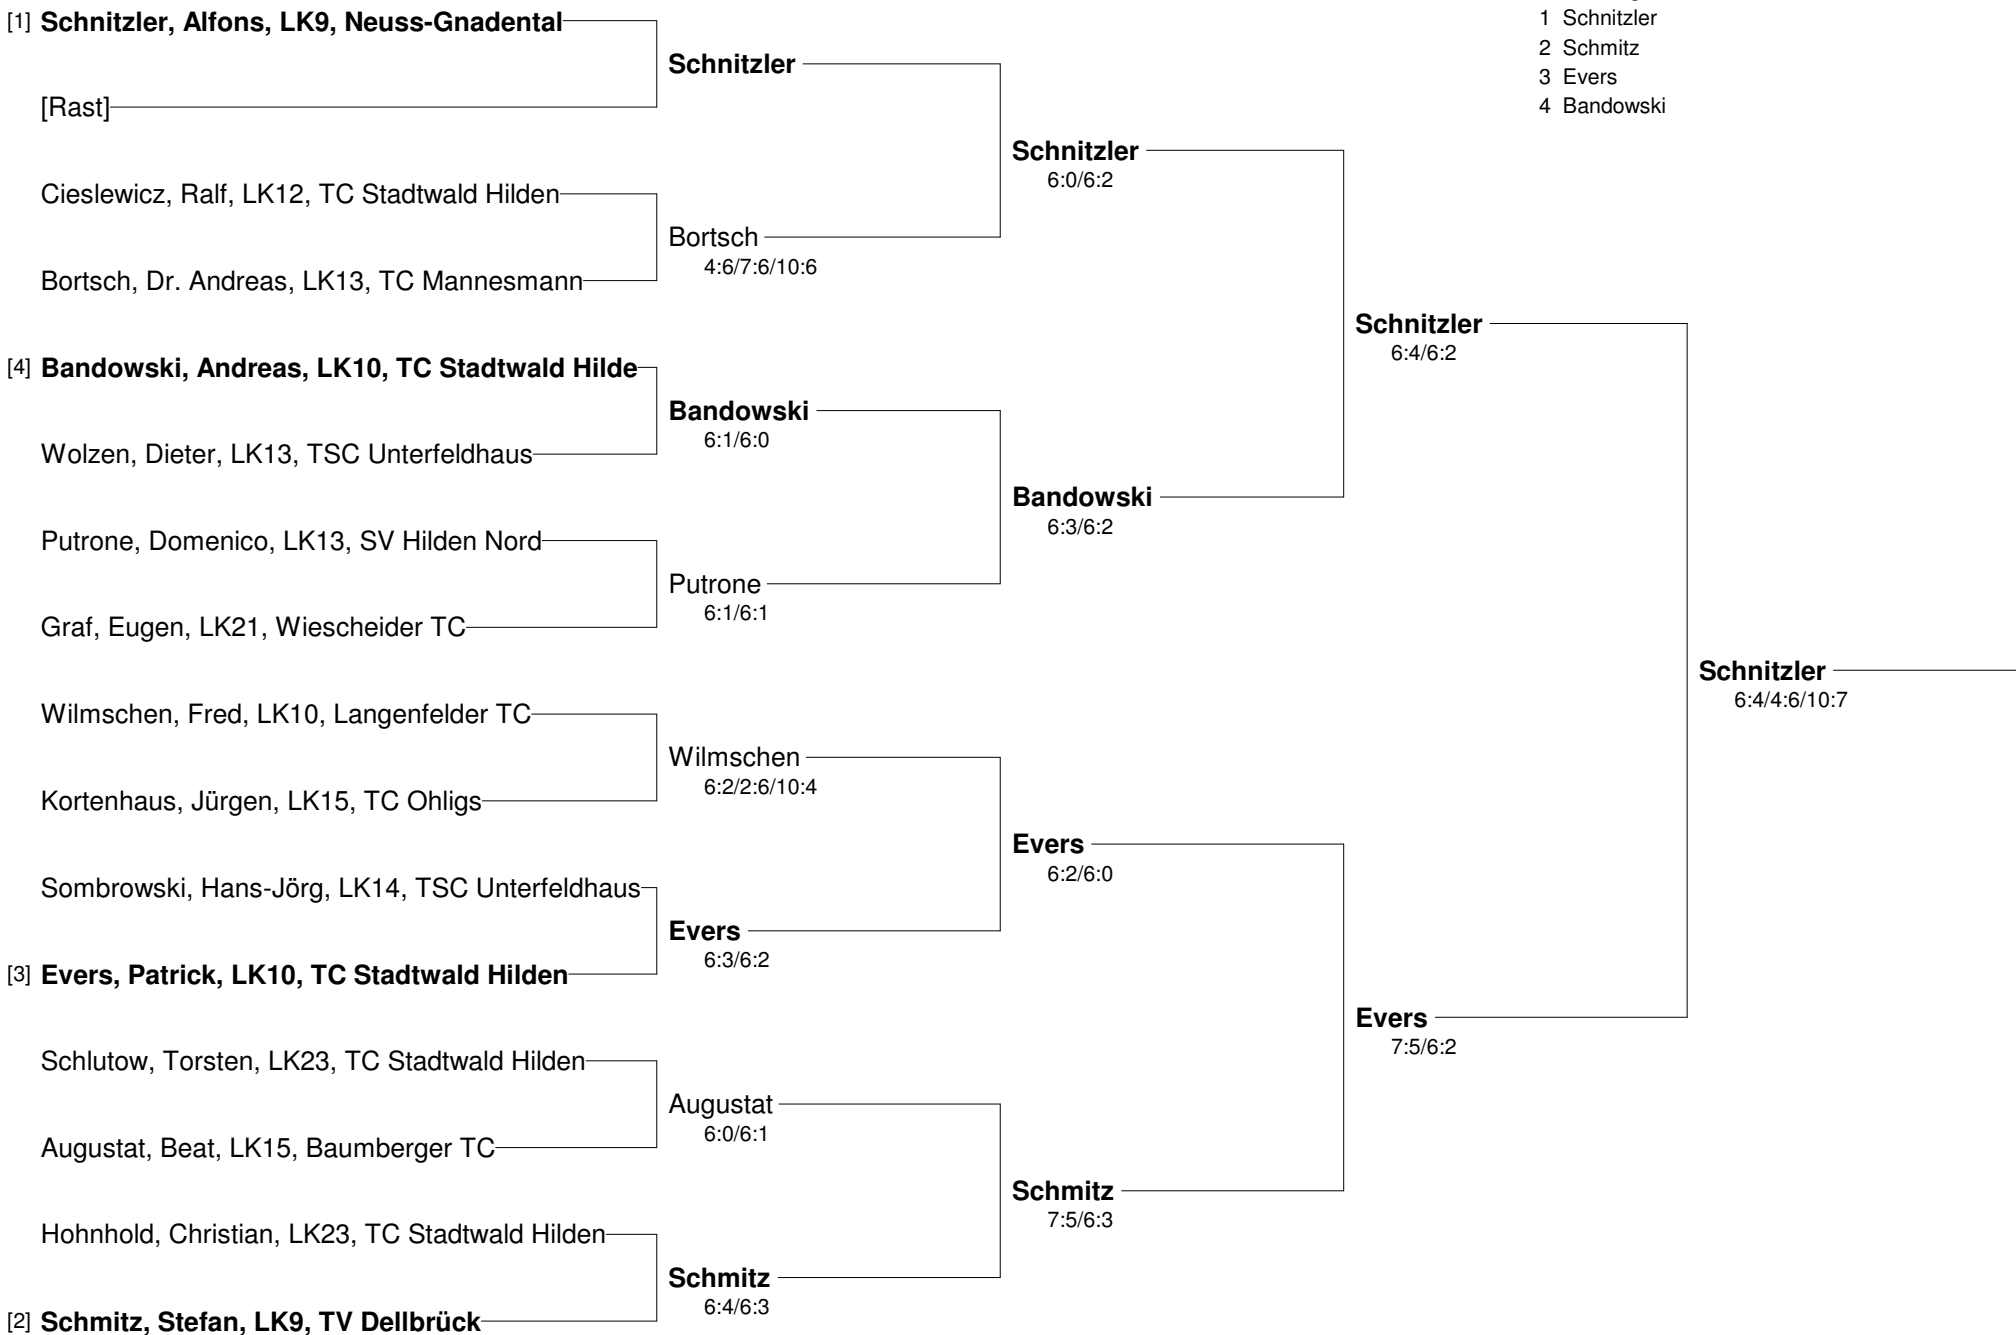 [1] Schnitzler, Alfons, LK9, Neuss-Gnadental
[Rast]
Cieslewicz, Ralf, LK12, TC Stadtwald Hilden
Bortsch, Dr. Andreas, LK13, TC Mannesmann
[4] Bandowski, Andreas, LK10, TC Stadtwald Hilde
Wolzen, Dieter, LK13, TSC Unterfeldhaus
Putrone, Domenico, LK13, SV Hilden Nord
Graf, Eugen, LK21, Wiescheider TC
Wilmschen, Fred, LK10, Langenfelder TC
Kortenhaus, Jürgen, LK15, TC Ohligs
Sombrowski, Hans-Jörg, LK14, TSC Unterfeldhaus
[3] Evers, Patrick, LK10, TC Stadtwald Hilden
Schlutow, Torsten, LK23, TC Stadtwald Hilden
Augustat, Beat, LK15, Baumberger TC
Hohnhold, Christian, LK23, TC Stadtwald Hilden
[2] Schmitz, Stefan, LK9, TV Dellbrück
Schnitzler
Bortsch
4:6/7:6/10:6
Bandowski
6:1/6:0
Putrone
6:1/6:1
Wilmschen
6:2/2:6/10:4
Evers
6:3/6:2
Augustat
6:0/6:1
Schmitz
6:4/6:3
Schnitzler
6:0/6:2
Bandowski
6:3/6:2
Evers
6:2/6:0
Schmitz
7:5/6:3
Schnitzler
6:4/6:2
Evers
7:5/6:2
Schnitzler
6:4/4:6/10:7
1 Schnitzler
2 Schmitz
3 Evers
4 Bandowski